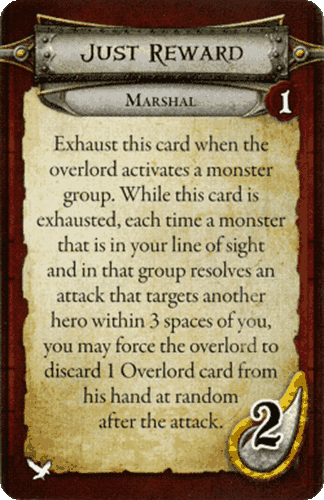 Just Reward
Marshal
1
Exhaust this card when the
overlord activates a monster
group. While this card is
exhausted, each time a monster
that is in your line of sight
and in that group resolves an
attack that targets another
hero within 3 spaces of you,
you may force the overlord to
discard 1 Overlord card from
his hand at random
after the attack.
2